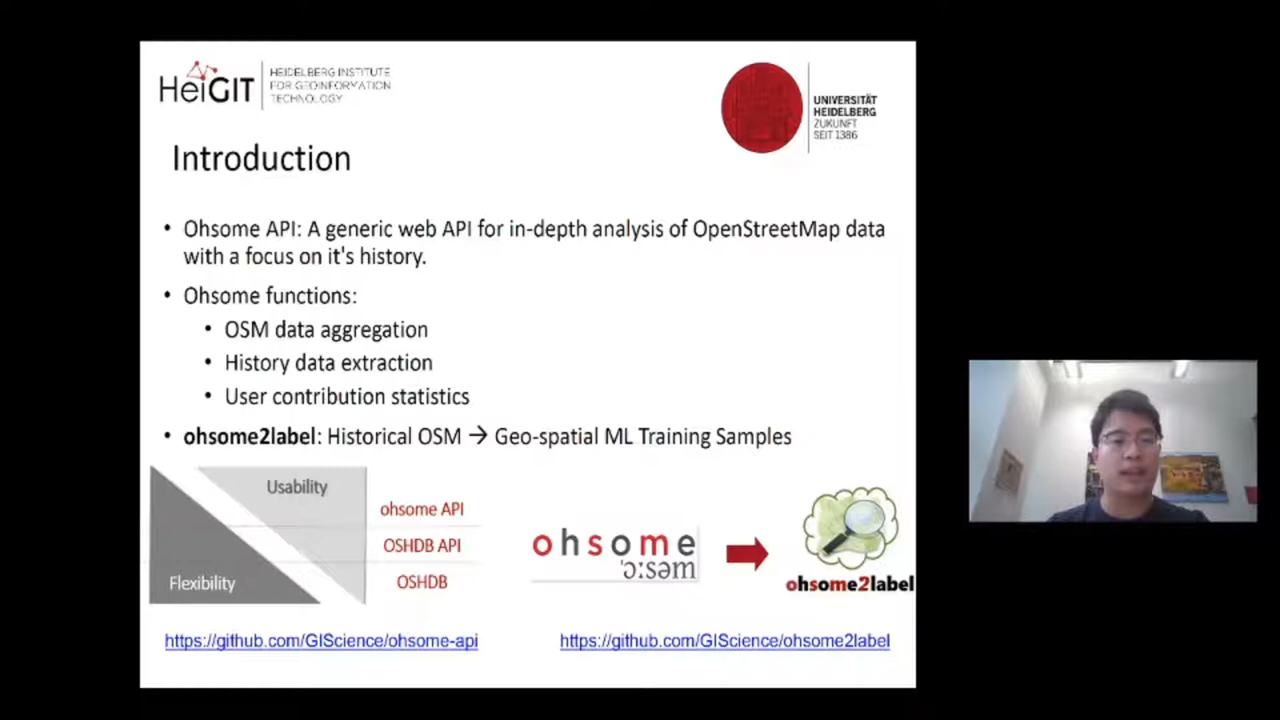 HeiGIT
HEIDELBERG INSTITUTE
FOR GEOINFORMATION
TECHNOLOGY
UNIVERSITÄT
HEIDELBERG
ZUKUNFT
SEIT 1386
Introduction
• Ohsome API: A generic web API for in-depth analysis of OpenStreetMap data
with a focus on it's history.
• Ohsome functions:
• OSM data aggregation
• History data extraction
• User contribution statistics
• ohsome2label: Historical OSM → Geo-spatial ML Training Samples
Usability
Flexibility
ohsome API
OSHDB API
OSHDB
ohsome
ˈɔːsəm
ohsome2label
https://github.com/GIScience/ohsome-api
https://github.com/GIScience/ohsome2label